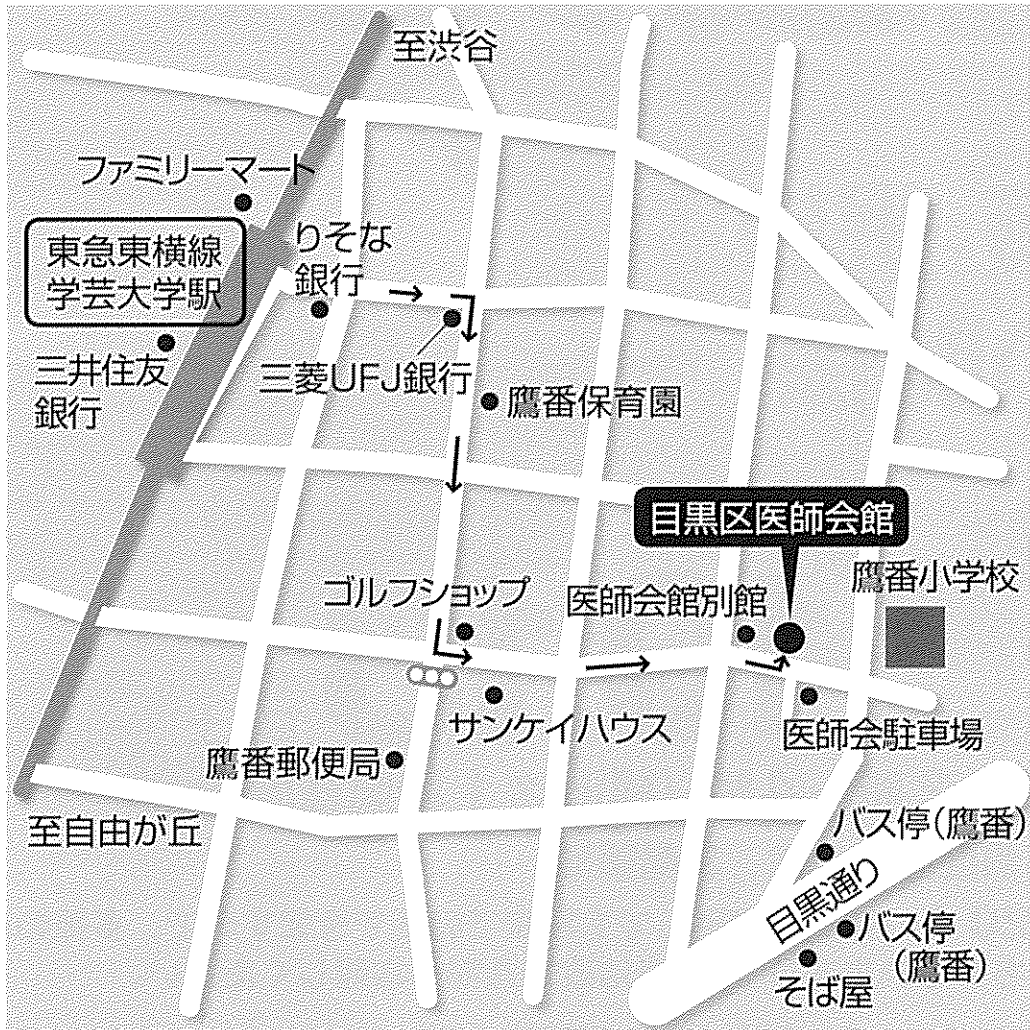 至渋谷
ファミリーマート
東急東横線
学芸大学駅
りそな
銀行
三井住友
銀行
三菱UFJ銀行
鷹番保育園
目黒区医師会館
鷹番小学校
ゴルフショップ
医師会館別館
サンケイハウス
医師会駐車場
鷹番郵便局
至自由が丘
バス停(鷹番)
目黒通り
バス停
(鷹番)
そば屋